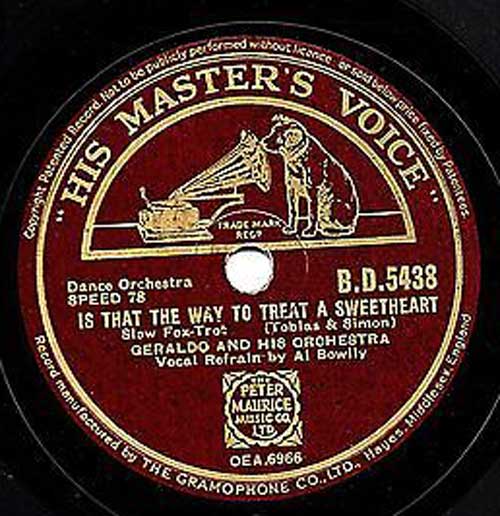 Copyright Patented Record. Not to be publicly performed without licence or sold below price fixed by Patentees.
"HIS MASTER'S VOICE"
TRADE MARK
REGD
Dance Orchestra
SPEED 78
B.D.5438
IS THAT THE WAY TO TREAT A SWEETHEART
Slow Fox-Trot (Tobias & Simon)
GERALDO AND HIS ORCHESTRA
Vocal Refrain by Al Bowlly
THE
PETER
MAURICE
MUSIC CO.
LTD.
OEA.6966
Record manufactured by THE GRAMOPHONE CO., LTD., Hayes, Middlesex, England